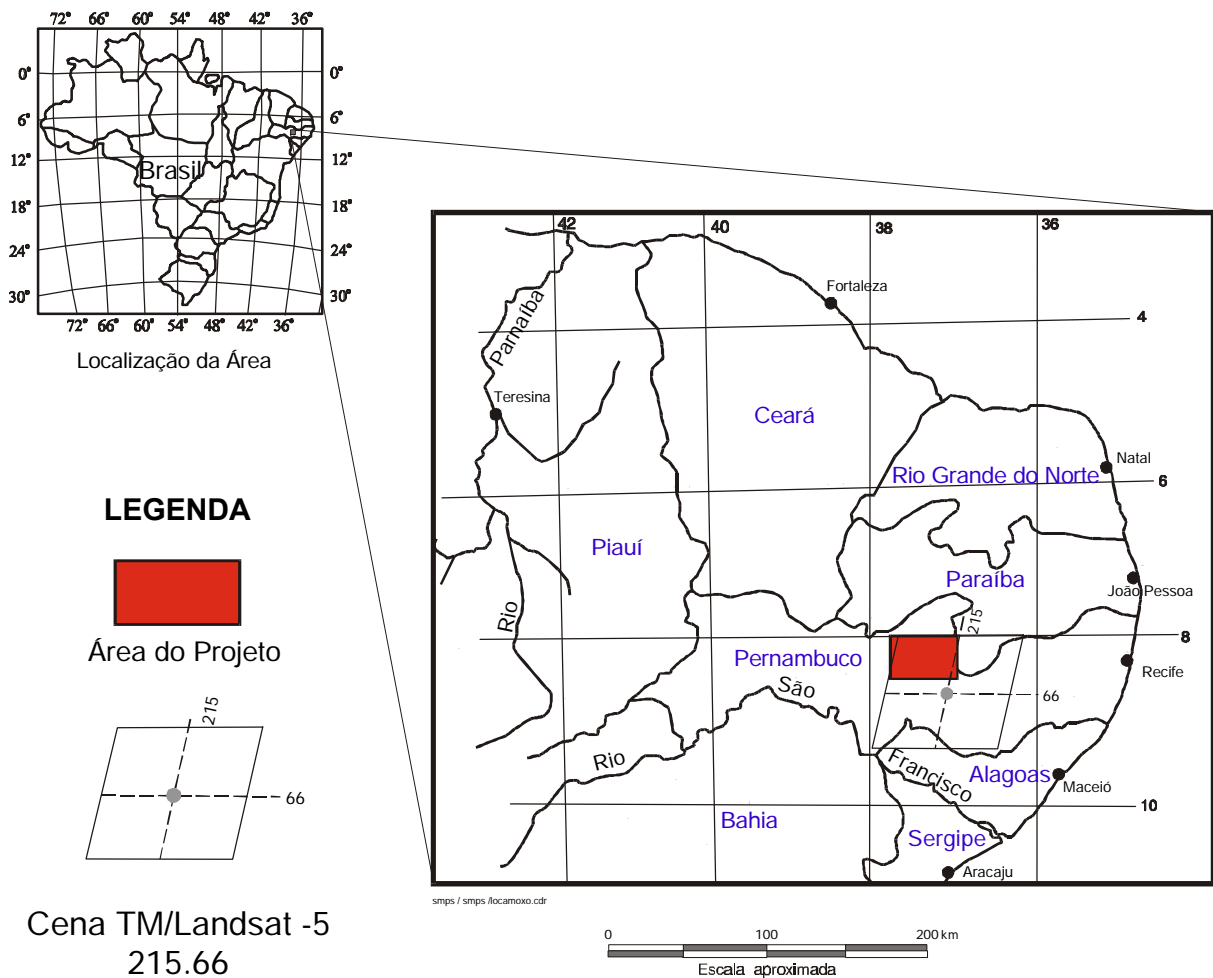 72° 66° 60° 54° 48° 42° 36°
0° 0°
6° 6°
12° 12°
Brasil
18° 18°
24° 24°
30° 30°
72° 66° 60° 54° 48° 42° 36°
Localização da Área
LEGENDA
Área do Projeto
215
66
Cena TM/Landsat -5
215.66
42 40 38 36
Parnaíba
Fortaleza
4
Teresina
Ceará
Natal
Rio Grande do Norte
6
Piauí
Paraíba
João Pessoa
Rio
215
8
Pernambuco
Recife
São
66
Rio
Francisco
Alagoas
Maceió
10
Bahia
Sergipe
Aracaju
smps / smps /locamoxo.cdr
0 100 200 km
Escala aproximada